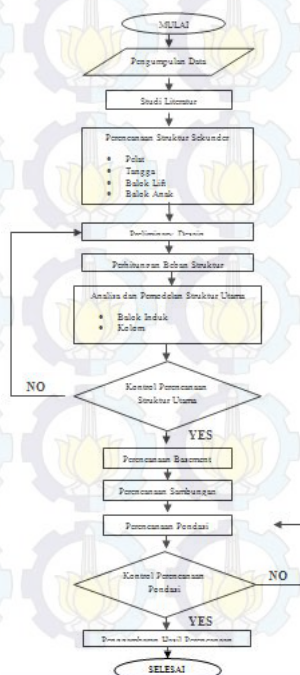 MULAI
Pengumpulan Data
Studi Literatur
Perencanaan Struktur Sekunder
• Pelat
• Tangga
• Balok Lift
• Balok Anak
Preliminary Desain
Perhitungan Beban Struktur
Analisa dan Pemodelan Struktur Utama
• Balok Induk
• Kolom
NO
Kontrol Perencanaan
Struktur Utama
YES
Perencanaan Basement
Perencanaan Sambungan
Perencanaan Pondasi
Kontrol Perencanaan
Pondasi
NO
YES
Penggambaran Hasil Perencanaan
SELESAI